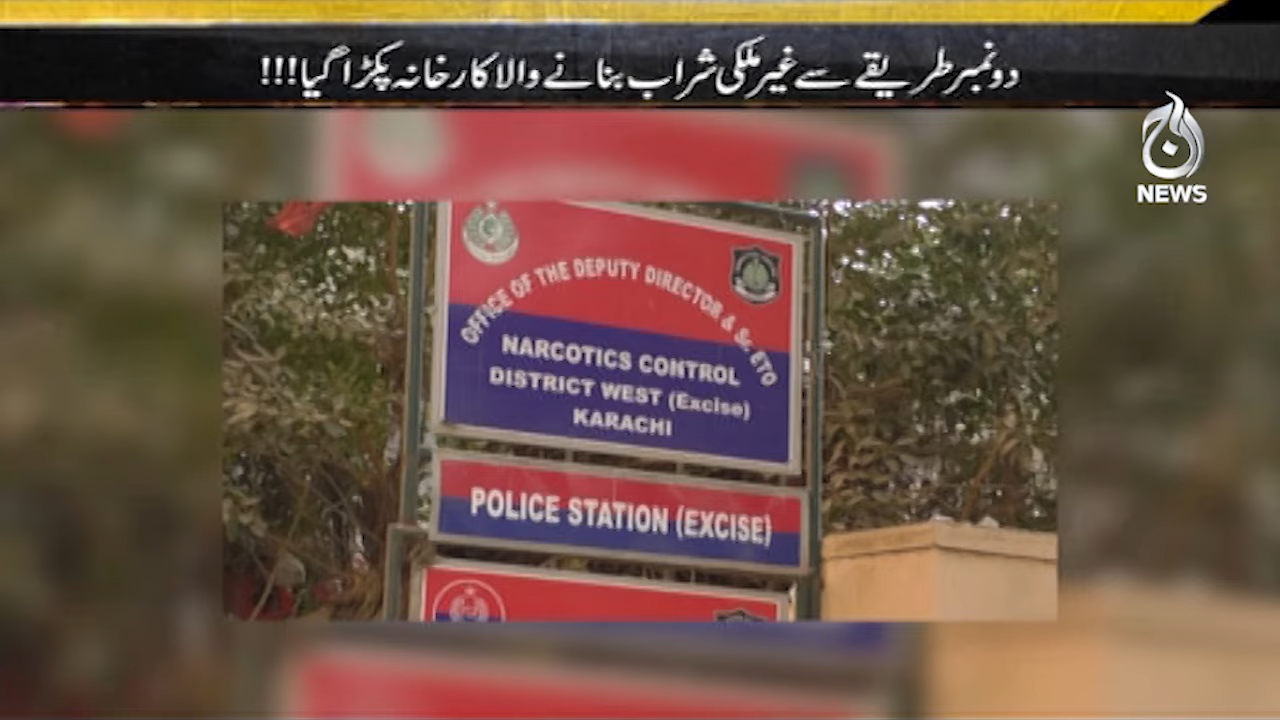 دو نمبر طریقے سے غیر ملکی شراب بنانے والا کارخانہ پکڑا گیا!!!
آج
NEWS
OFFICE OF THE DEPUTY DIRECTOR & Sr. ETO
NARCOTICS CONTROL
DISTRICT WEST (Excise)
KARACHI
POLICE STATION (EXCISE)